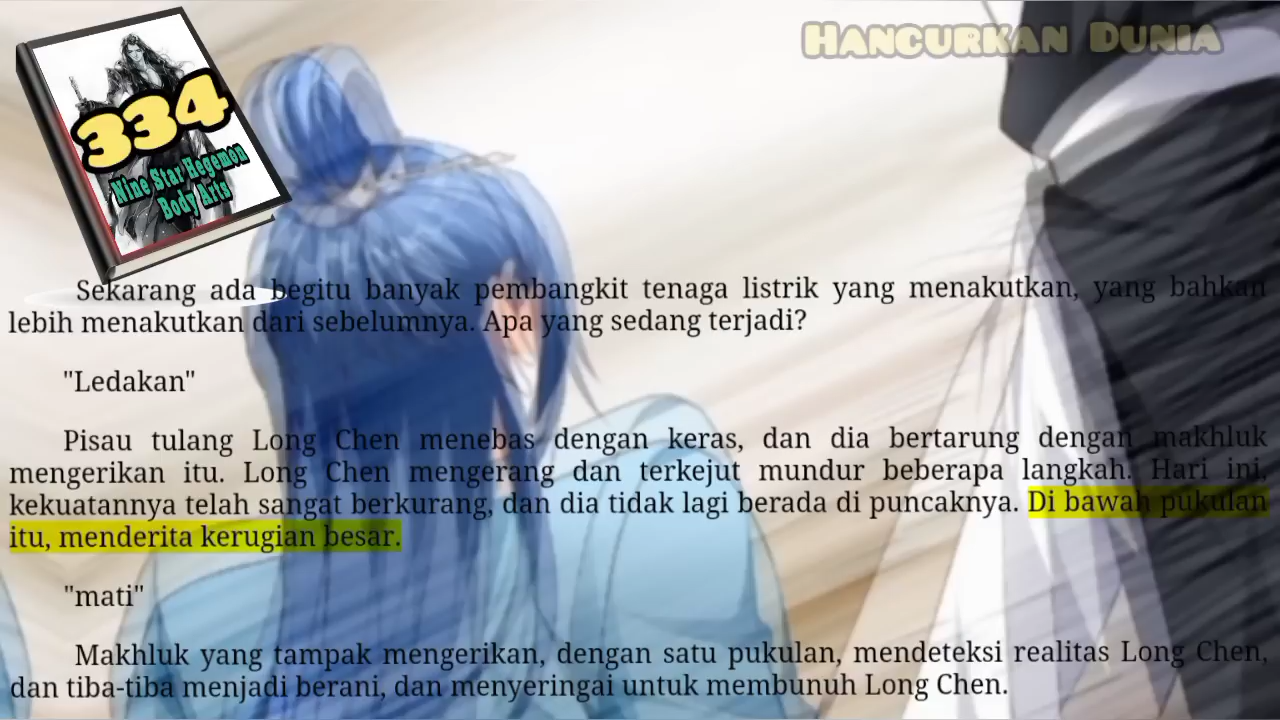 Hancurkan Dunia
334
Nine Star Hegemon
Body Arts
Sekarang ada begitu banyak pembangkit tenaga listrik yang menakutkan, yang bahkan
lebih menakutkan dari sebelumnya. Apa yang sedang terjadi?
"Ledakan"
Pisau tulang Long Chen menebas dengan keras, dan dia bertarung dengan makhluk
mengerikan itu. Long Chen mengerang dan terkejut mundur beberapa langkah. Hari ini,
kekuatannya telah sangat berkurang, dan dia tidak lagi berada di puncaknya. Di bawah pukulan
itu, menderita kerugian besar.
"mati"
Makhluk yang tampak mengerikan, dengan satu pukulan, mendeteksi realitas Long Chen,
dan tiba-tiba menjadi berani, dan menyeringai untuk membunuh Long Chen.